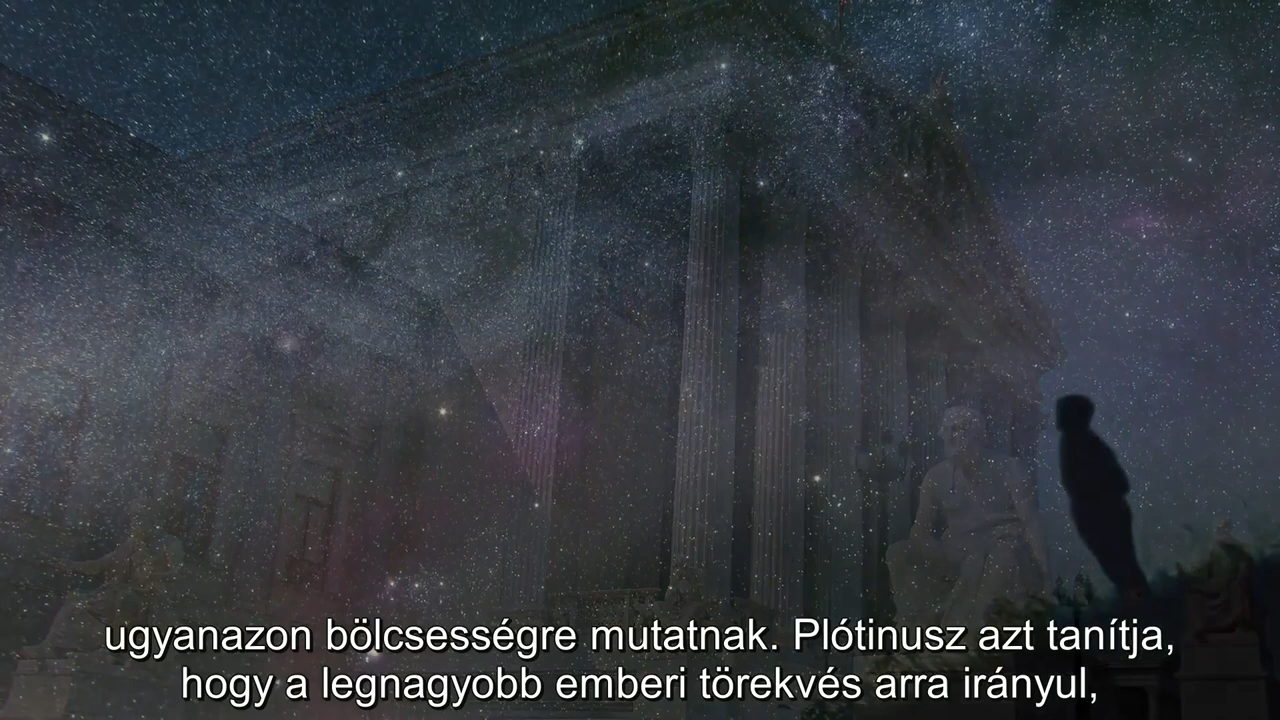 ugyanazon bölcsességre mutatnak. Plótinusz azt tanítja,
hogy a legnagyobb emberi törekvés arra irányul,